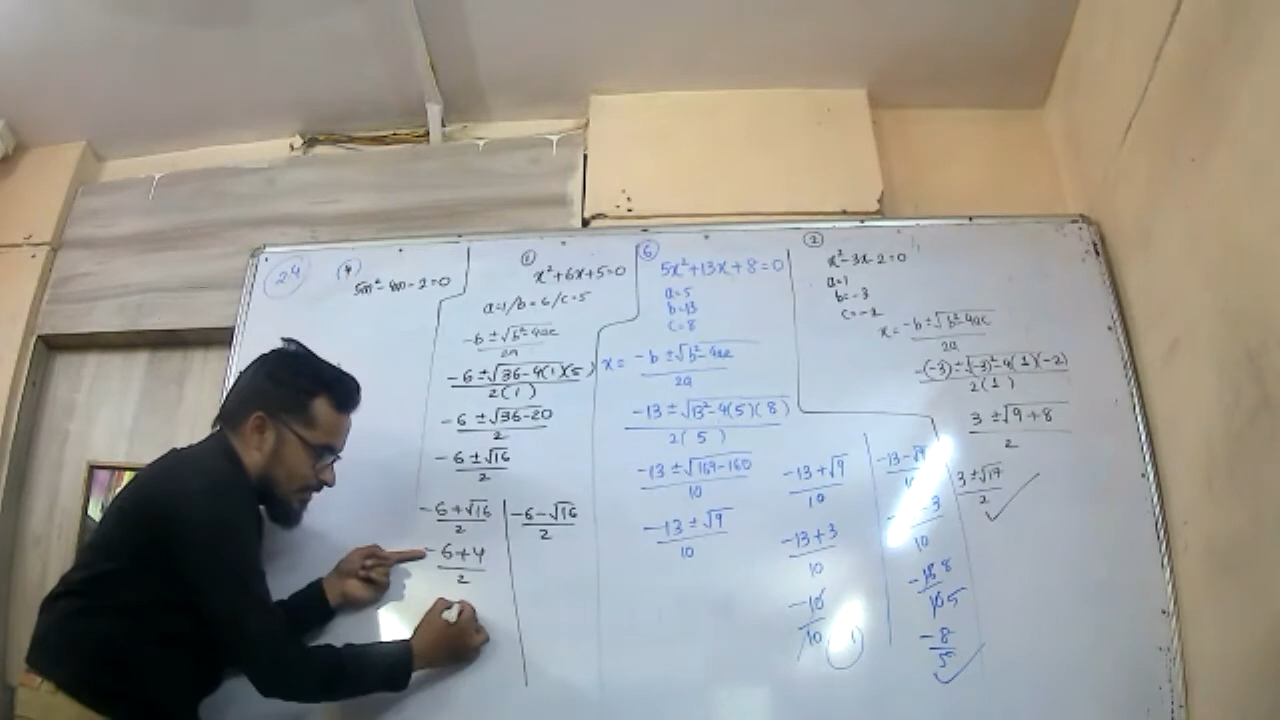 24
④
5m² - 4m - 2 = 0
①
x² + 6x + 5 = 0
a=1 / b=6 / c=5
-b ± √b² - 4ac
2a
-6 ± √36 - 4(1)(5)
2(1)
-6 ± √36 - 20
2
-6 ± √16
2
-6 + √16
2
-6 + 4
2
-6 - √16
2
⑥
5x² + 13x + 8 = 0
a = 5
b = 13
c = 8
x = -b ± √b² - 4ac
2a
-13 ± √13² - 4(5)(8)
2(5)
-13 ± √169 - 160
10
-13 ± √9
10
-13 + √9
10
-13 + 3
10
-10
10
1
-13 - √9
10
-3
10
-18 8
10 5
-8
5
②
x² - 3x - 2 = 0
a = 1
b = -3
c = -2
x = -b ± √b² - 4ac
2a
-(-3) ± √(-3)² - 4(1)(-2)
2(1)
3 ± √9 + 8
2
3 ± √17
2